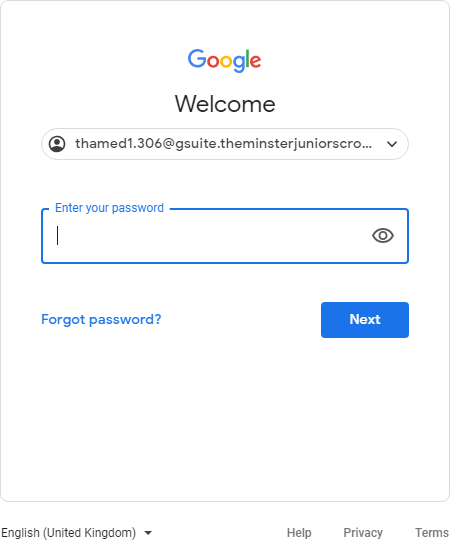 Google
Welcome
thamed1.306@gsuite.theminsterjuniorscro...
Enter your password
Forgot password?
Next
English (United Kingdom)
Help
Privacy
Terms